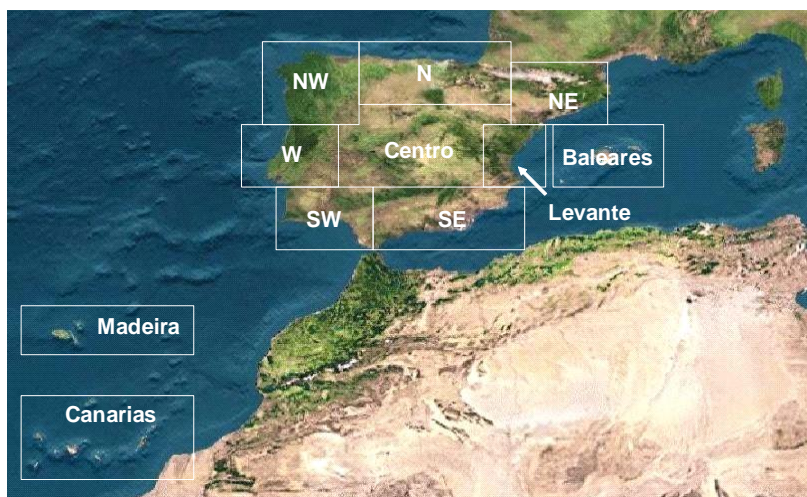 NW
N
NE
W
Centro
Baleares
Levante
SW
SE
Madeira
Canarias